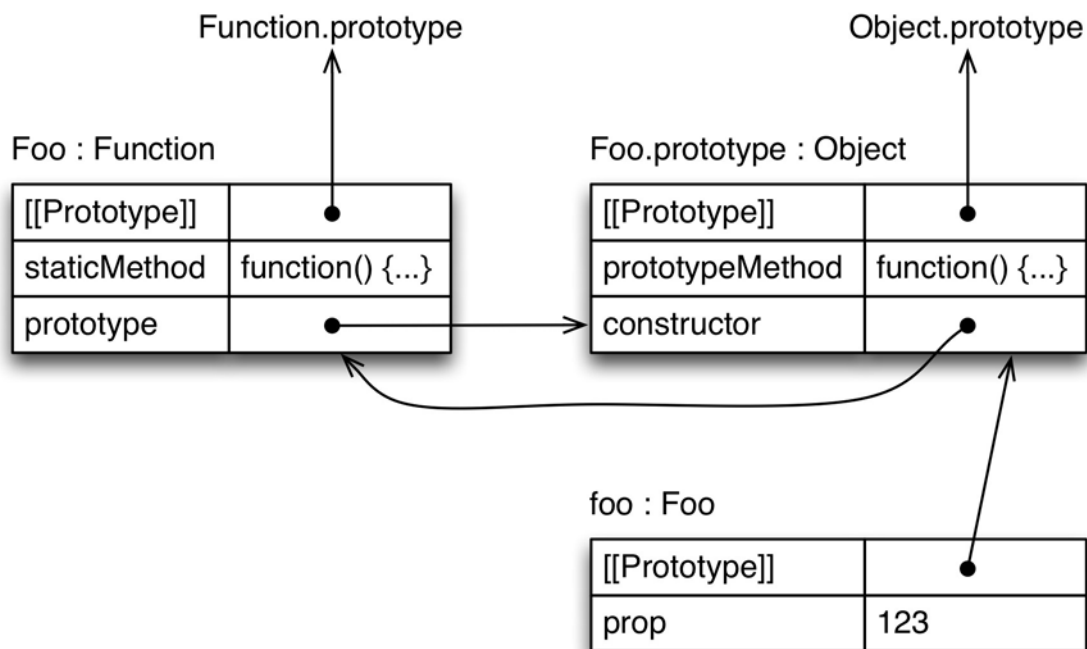 Function.prototype
Object.prototype
Foo : Function
[[Prototype]]
staticMethod function() {...}
prototype
Foo.prototype : Object
[[Prototype]]
prototypeMethod function() {...}
constructor
foo : Foo
[[Prototype]]
prop 123